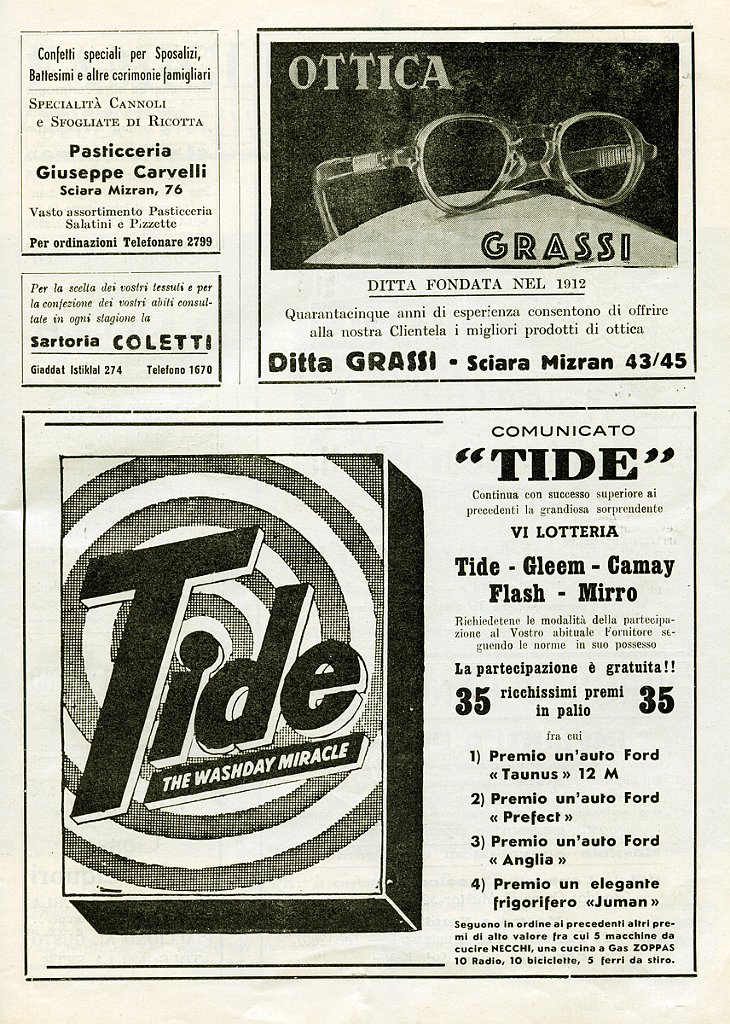 Confetti speciali per Sposalizi,
Battesimi e altre cerimonie famigliari
SPECIALITÀ CANNOLI
E SFOGLIATE DI RICOTTA
Pasticceria
Giuseppe Carvelli
Sciara Mizran, 76
Vasto assortimento Pasticceria
Salatini e Pizzette
Per ordinazioni Telefonare 2799
Per la scelta dei vostri tessuti e per
la confezione dei vostri abiti consul-
tate in ogni stagione la
Sartoria COLETTI
Giaddat Istiklal 274 Telefono 1670
OTTICA
GRASSI
DITTA FONDATA NEL 1912
Quarantacinque anni di esperienza consentono di offrire
alla nostra Clientela i migliori prodotti di ottica
Ditta GRASSI - Sciara Mizran 43/45
Tide
THE WASHDAY MIRACLE
COMUNICATO
“TIDE”
Continua con successo superiore ai
precedenti la grandiosa sorprendente
VI LOTTERIA
Tide - Gleem - Camay
Flash - Mirro
Richiedetene le modalità della partecipa-
zione al Vostro abituale Fornitore se-
guendo le norme in suo possesso
La partecipazione è gratuita!!
35 ricchissimi premi 35
in palio
fra cui
1) Premio un'auto Ford
« Taunus » 12 M
2) Premio un'auto Ford
« Prefect »
3) Premio un'auto Ford
« Anglia »
4) Premio un elegante
frigorifero «Juman»
Seguono in ordine ai precedenti altri pre-
mi di alto valore fra cui 5 macchine da
cucire NECCHI, una cucina a Gas ZOPPAS
10 Radio, 10 biciclette, 5 ferri da stiro.